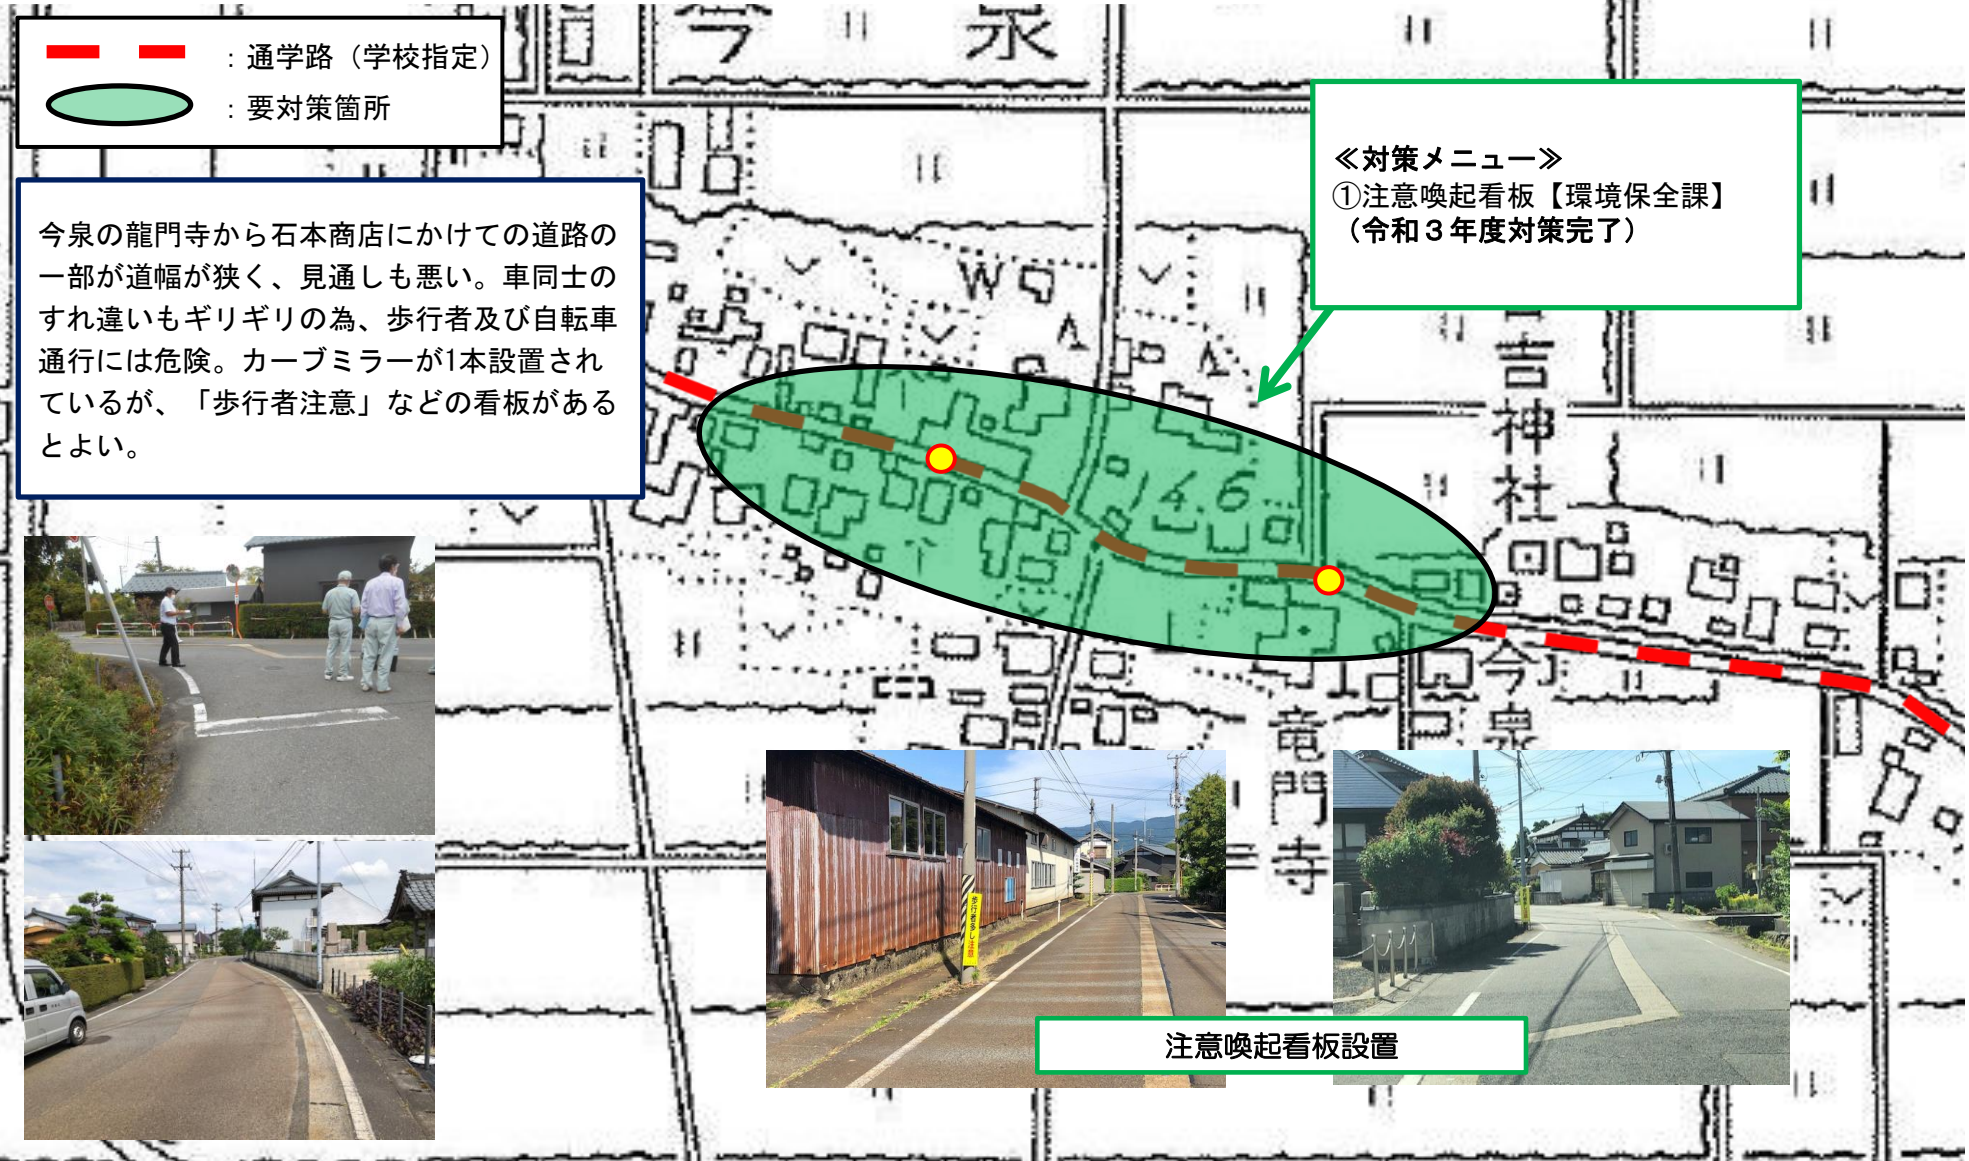 今泉
：通学路（学校指定）
：要対策箇所
今泉の龍門寺から石本商店にかけての道路の
一部が道幅が狭く、見通しも悪い。車同士の
すれ違いもギリギリの為、歩行者及び自転車
通行には危険。カーブミラーが1本設置され
ているが、「歩行者注意」などの看板がある
とよい。
≪対策メニュー≫
①注意喚起看板【環境保全課】
（令和３年度対策完了）
吉神社
14.6
今泉
竜門寺
歩行者多し注意
注意喚起看板設置